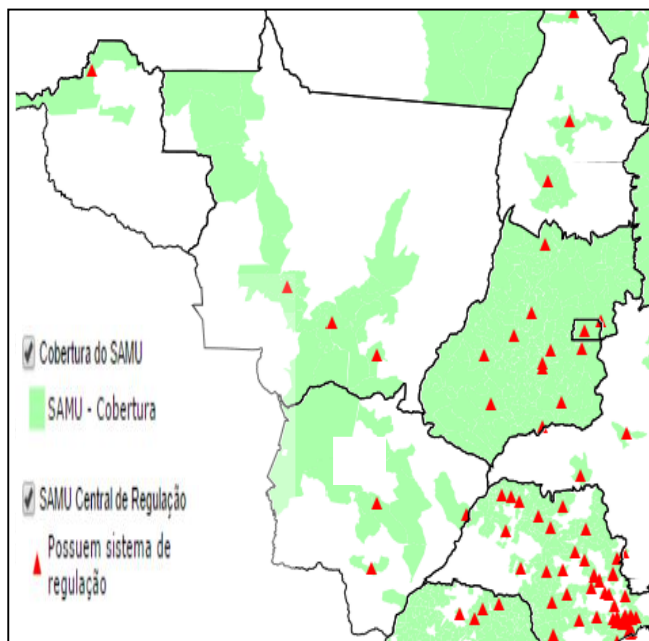 Cobertura do SAMU
SAMU - Cobertura
SAMU Central de Regulação
Possuem sistema de
regulação